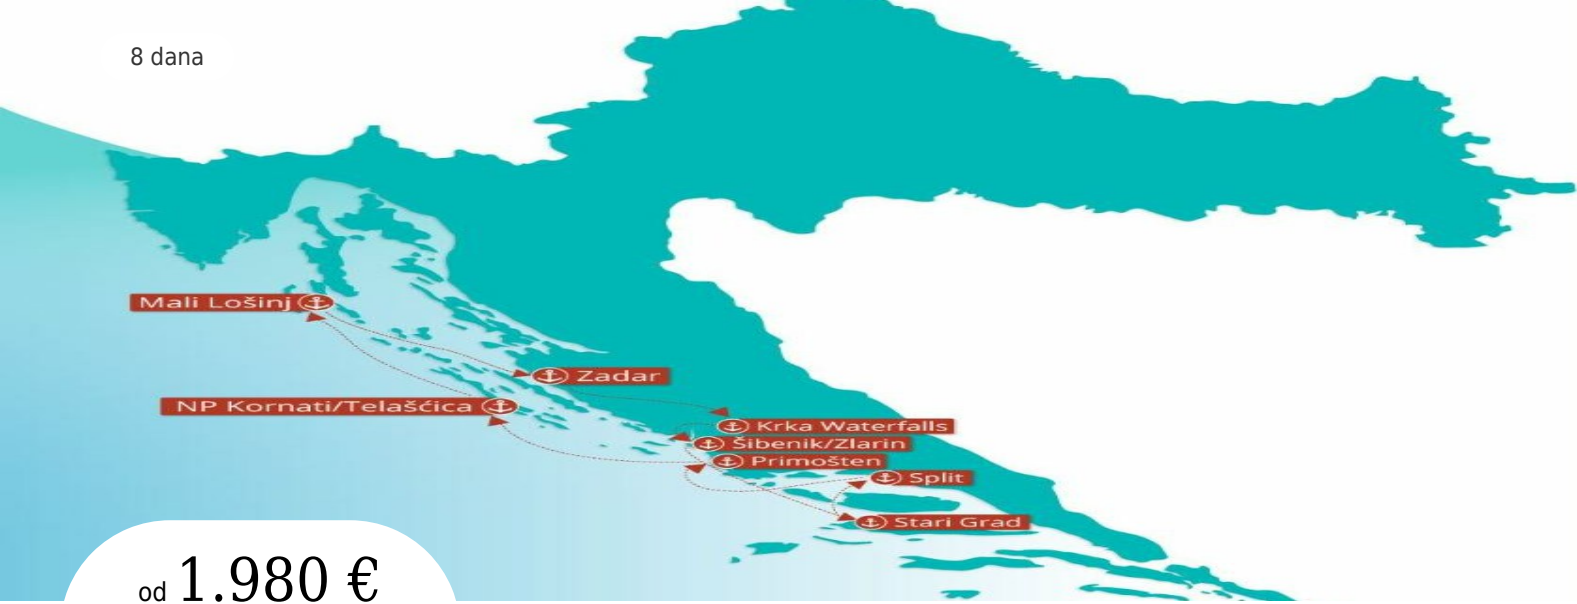 8 dana
Mali Lošinj
Zadar
NP Kornati/Telašćica
Krka Waterfalls
Šibenik/Zlarin
Primošten
Split
Stari Grad
od 1.980 €